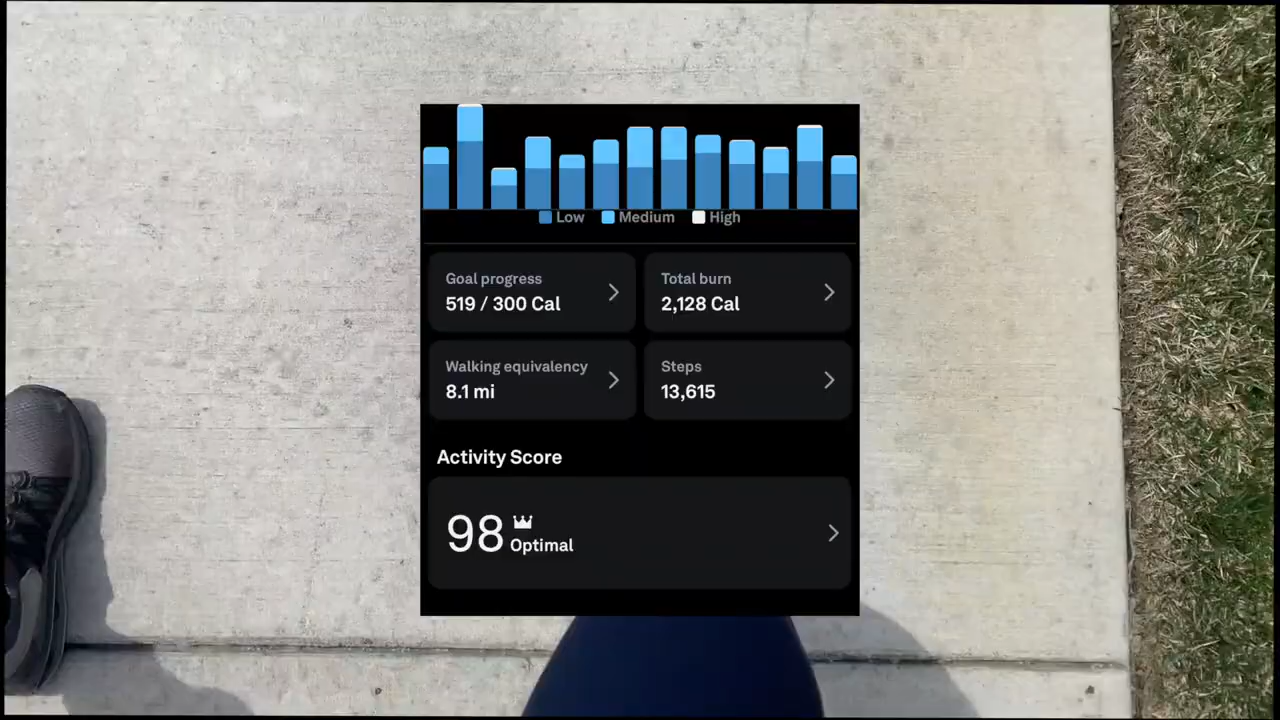 Low Medium High
Goal progress
519 / 300 Cal
Total burn
2,128 Cal
Walking equivalency
8.1 mi
Steps
13,615
Activity Score
98 Optimal